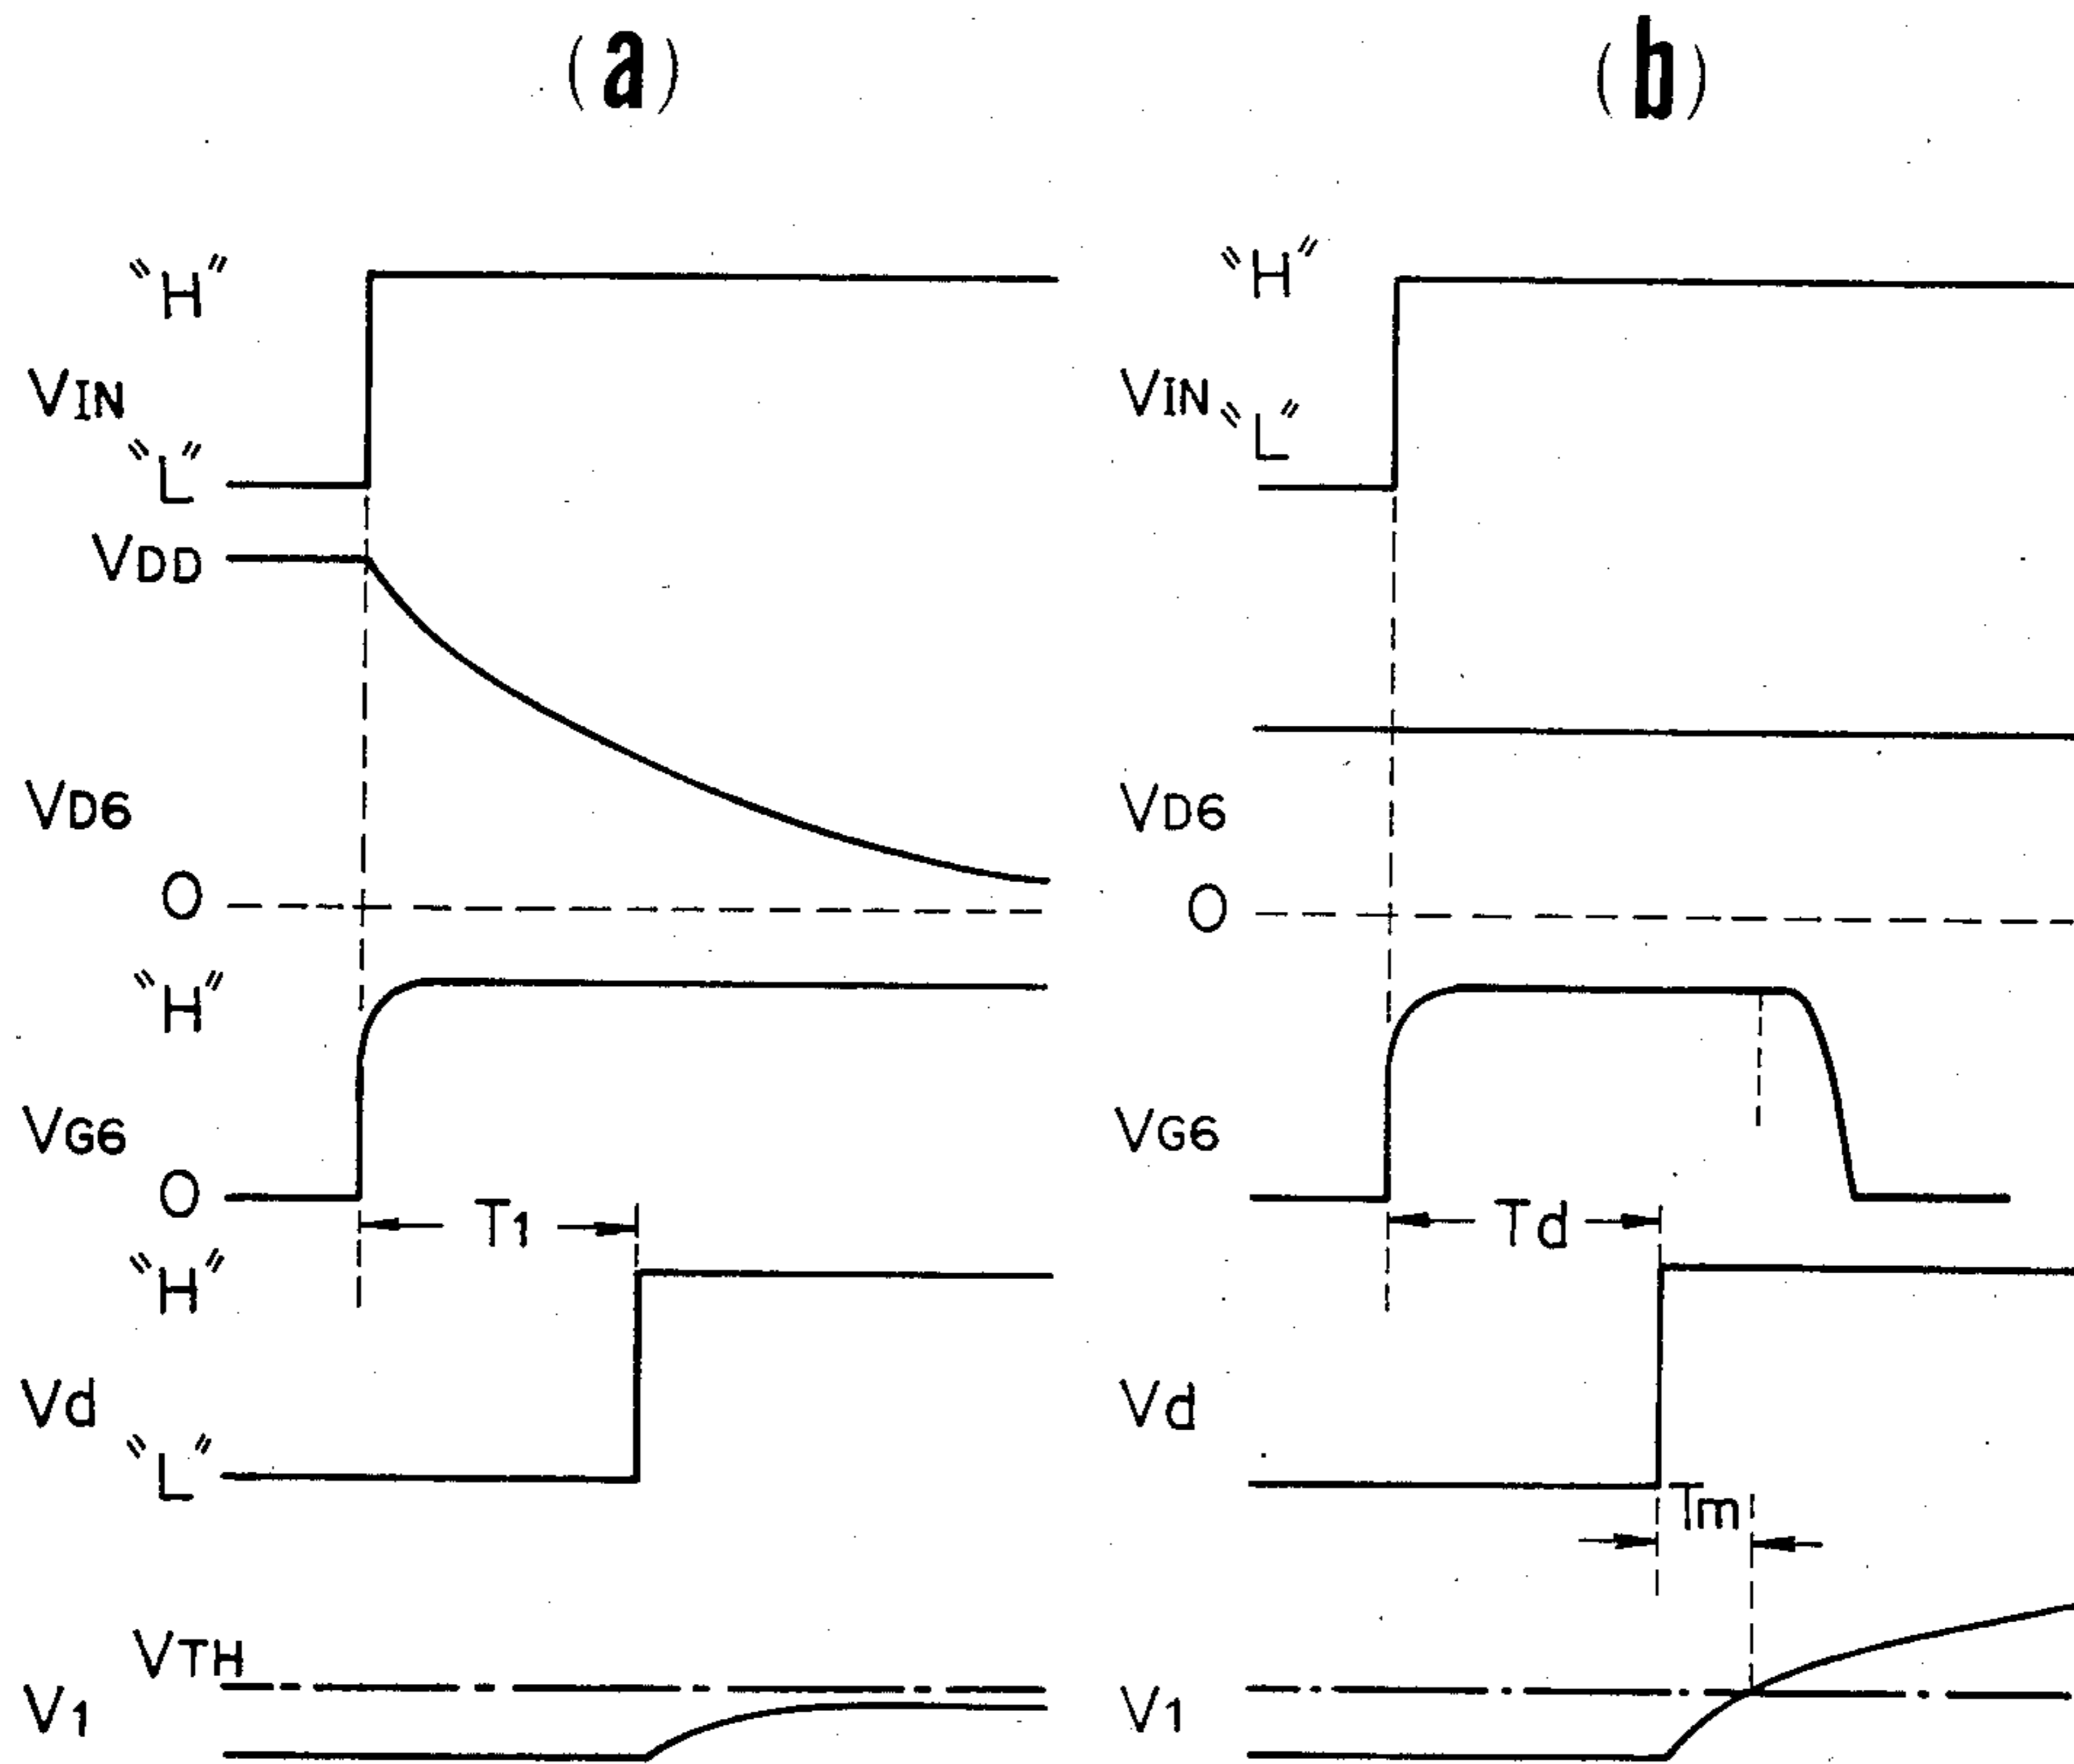 (a)
"H"
VIN
"L"
VDD
VD6
O
"H"
VG6
O
T1
"H"
Vd
"L"
VTH
V1
(b)
"H"
VIN "L"
VD6
O
VG6
Td
Vd
Tm
V1